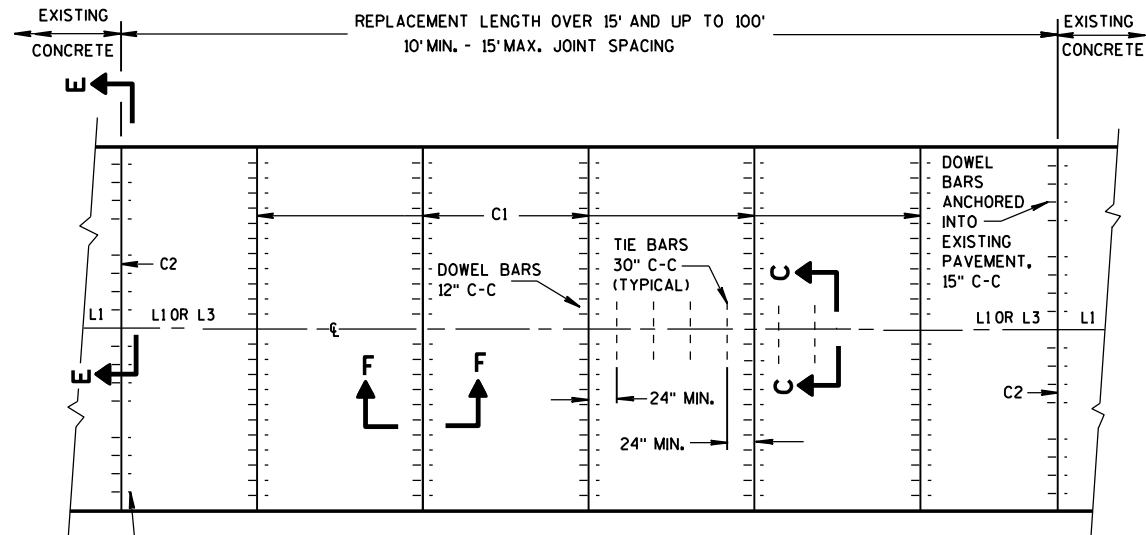 EXISTING
CONCRETE
REPLACEMENT LENGTH OVER 15' AND UP TO 100'
10' MIN. - 15' MAX. JOINT SPACING
EXISTING
CONCRETE
E
C1
DOWEL
BARS
ANCHORED
INTO
EXISTING
PAVEMENT,
15" C-C
C2
DOWEL BARS
12" C-C
TIE BARS
30" C-C
(TYPICAL)
C
L1
L1 OR L3
℄
L1 OR L3
L1
E
F
F
24" MIN.
C
C2
24" MIN.